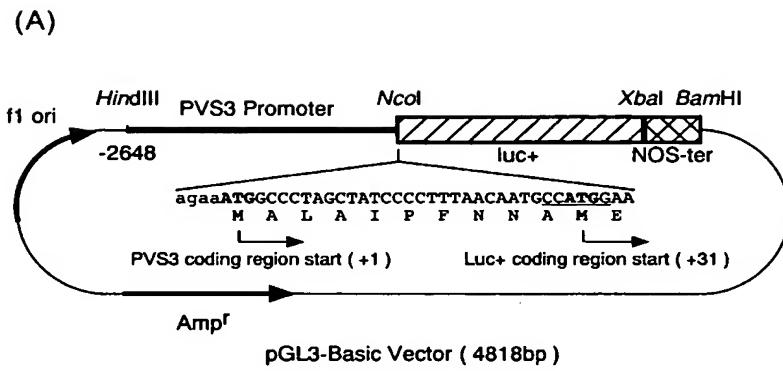 (A)
HindIII PVS3 Promoter NcoI XbaI BamHI
f1 ori
-2648 luc+ NOS-ter
agaaATGGCCCTAGCTATCCCCTTTAACAATGCCATGGAA
M A L A I P F N N A M E
PVS3 coding region start ( +1 ) Luc+ coding region start ( +31 )
Ampr
pGL3-Basic Vector ( 4818bp )